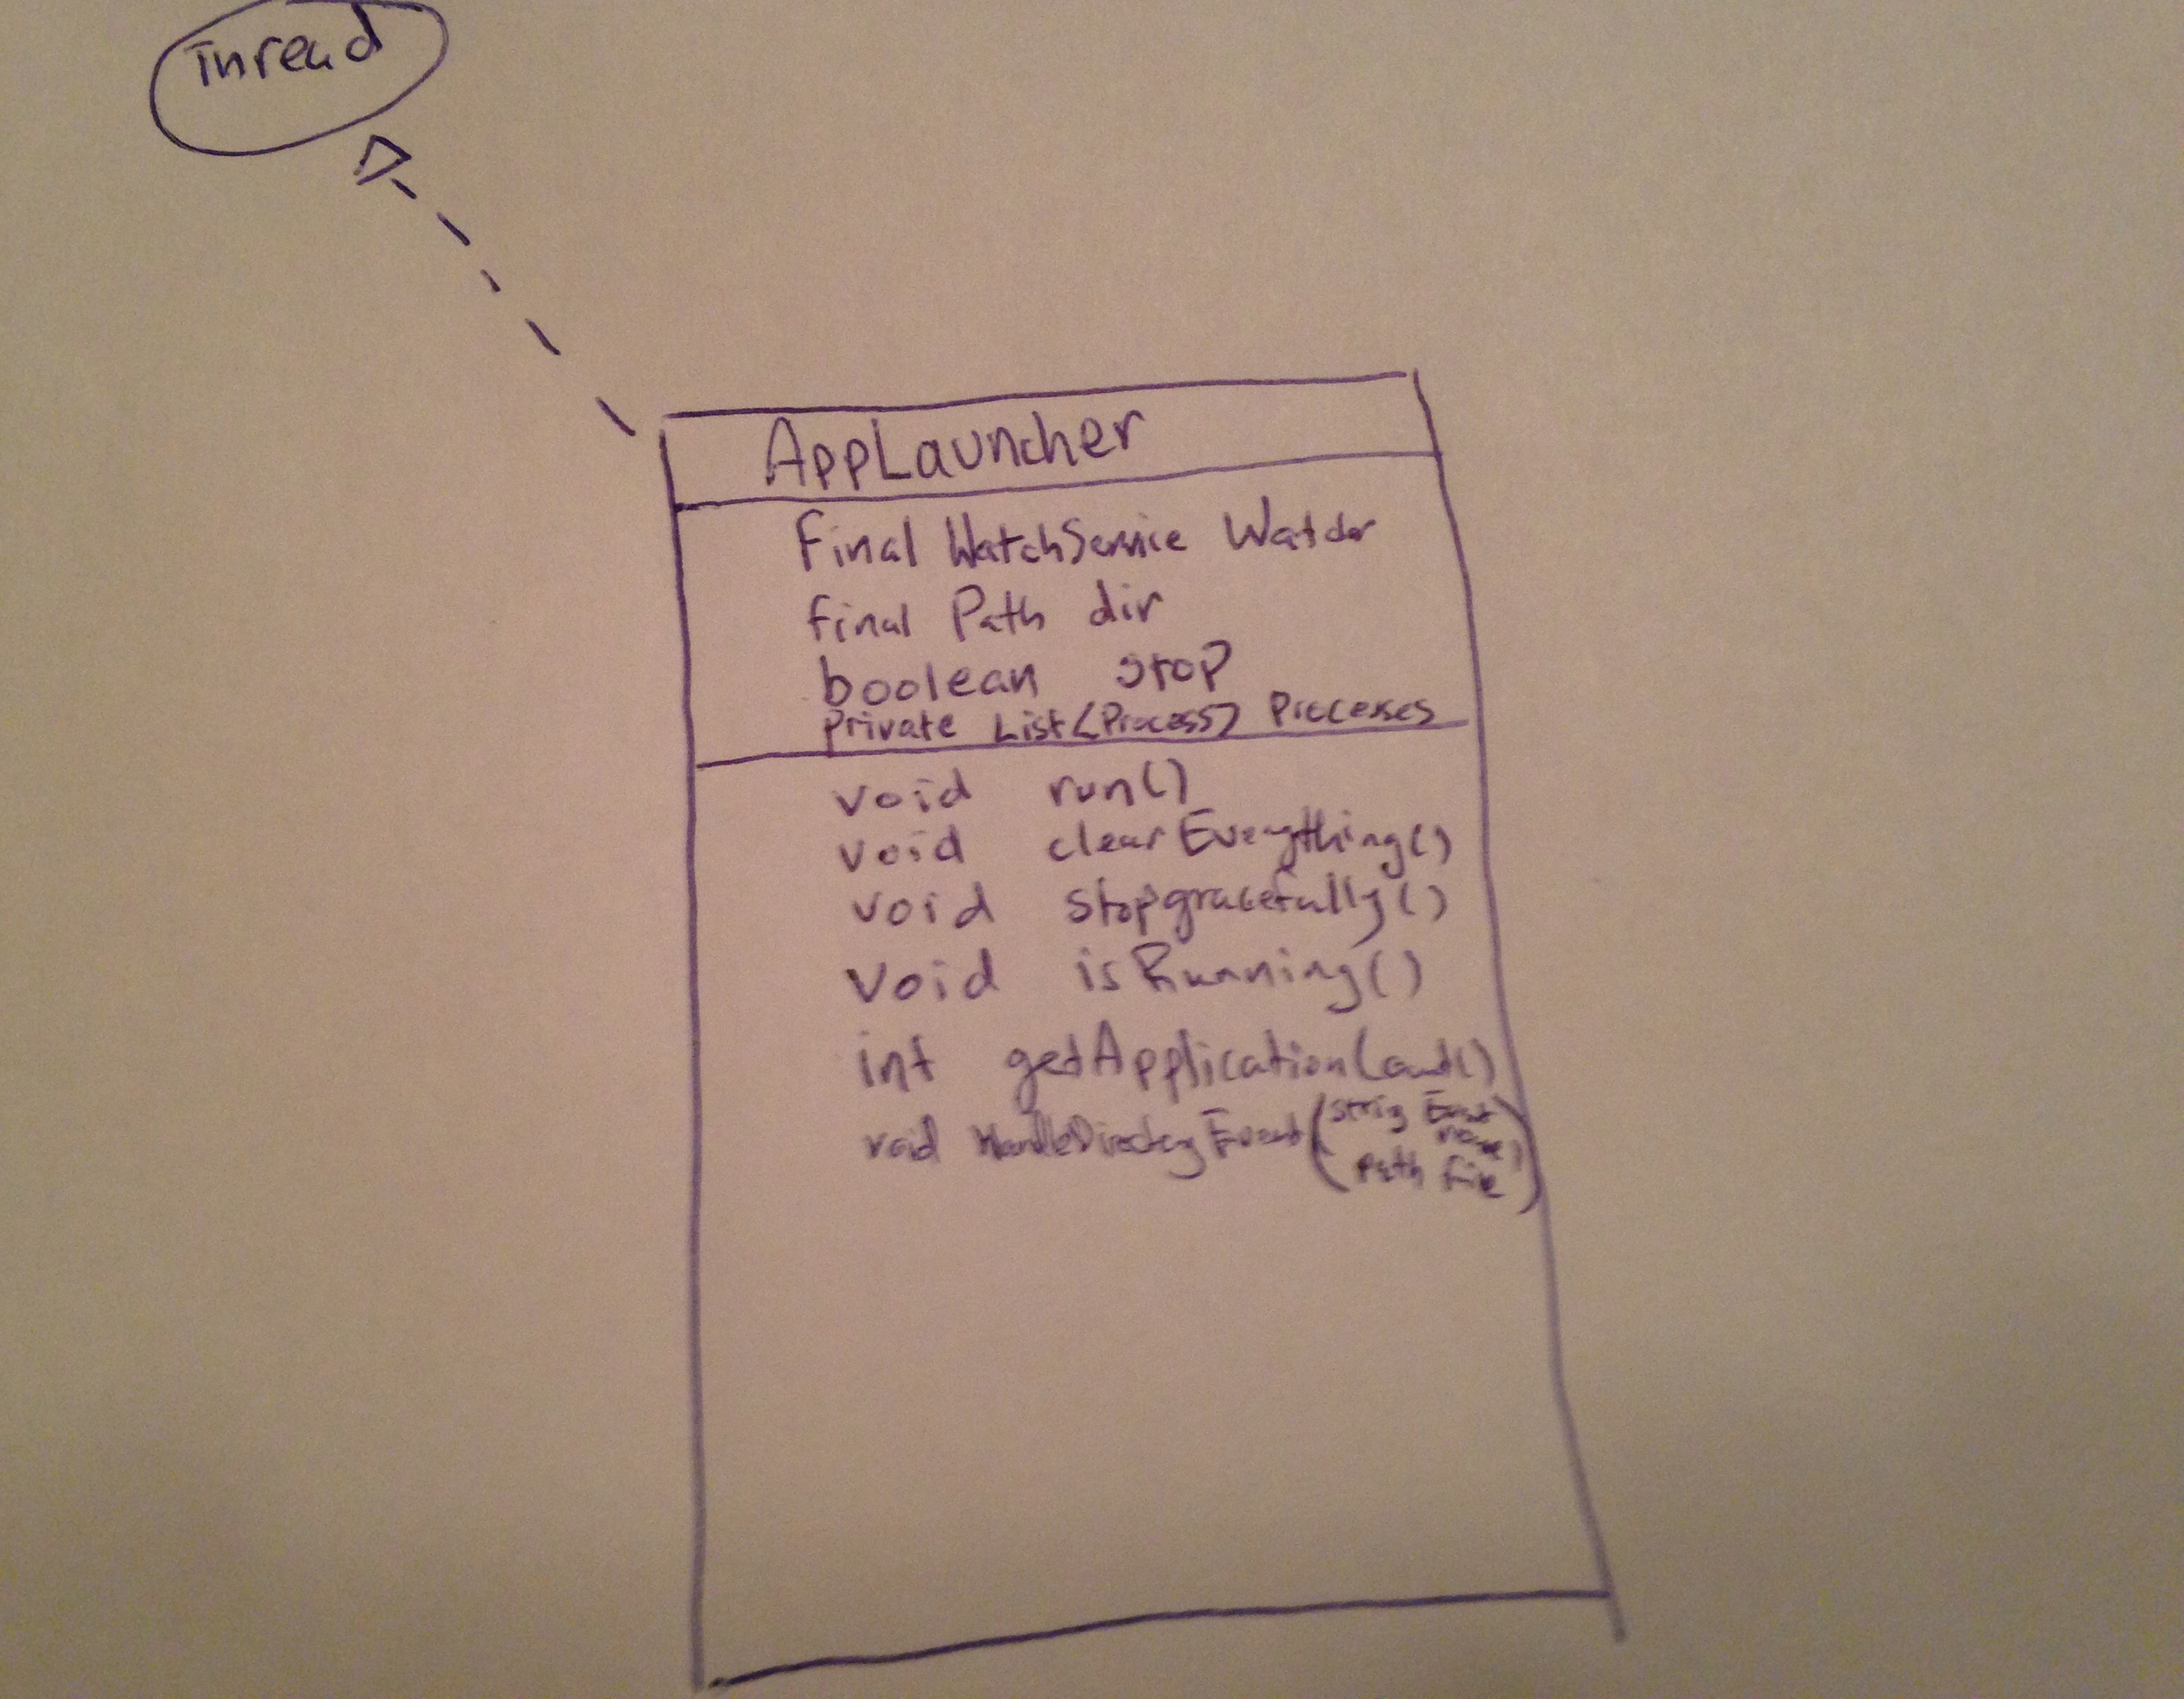 Thread
AppLauncher
Final WatchService Watcher
final Path dir
boolean stop
private List<Process> Processes
void run()
void clearEverything()
void stopgracefully()
void isRunning()
int getApplicationCount()
void HandleDirectoryEvent(String Event
name,
Path file)